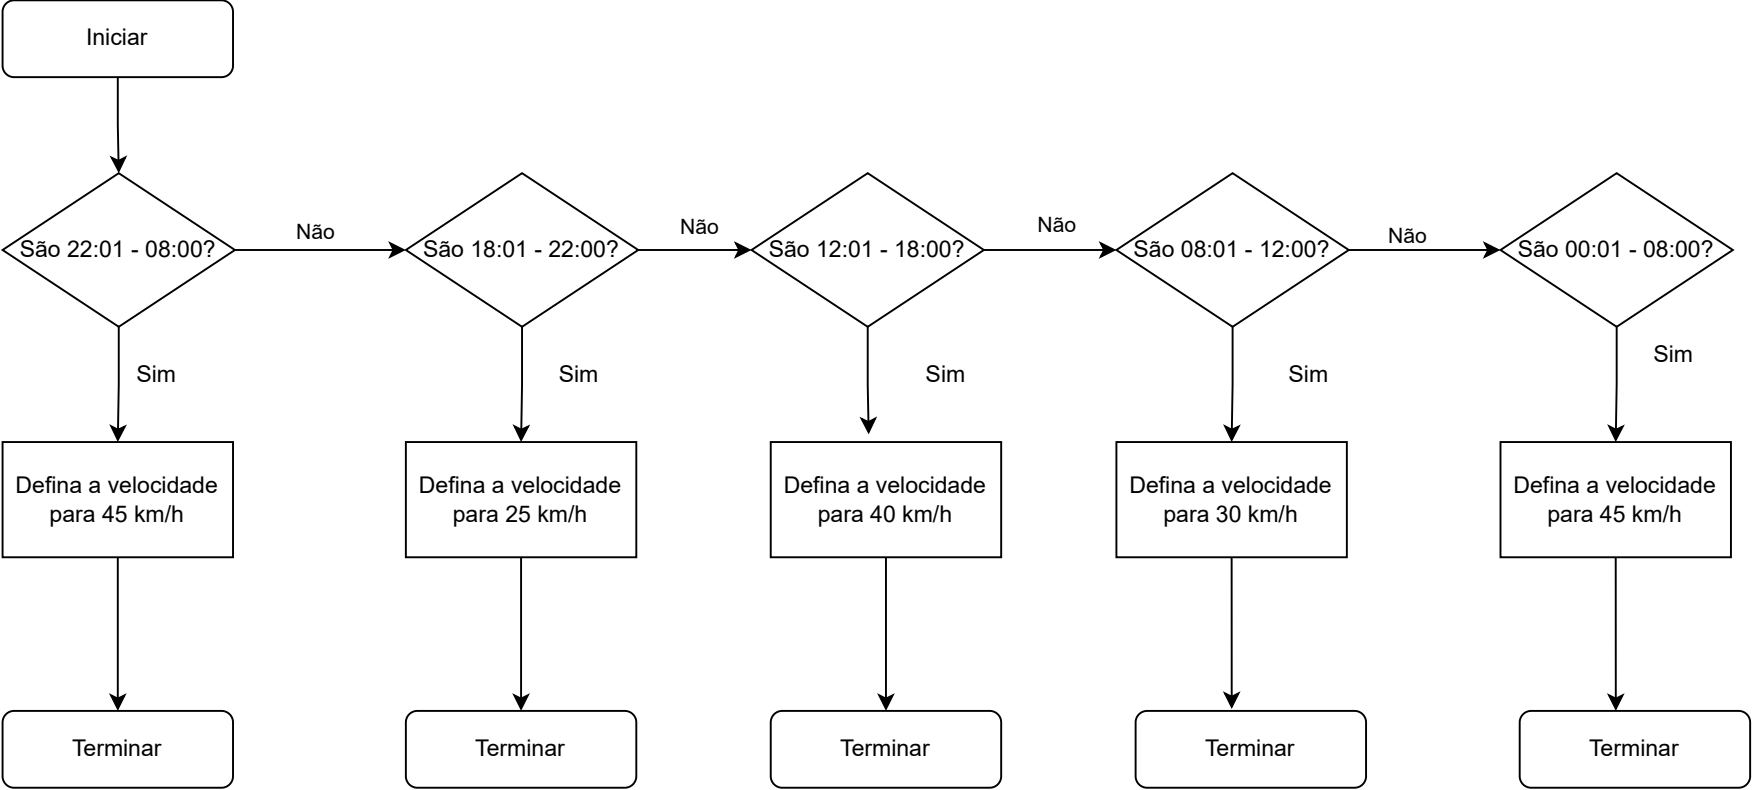 Iniciar
São 22:01 - 08:00?
Não
São 18:01 - 22:00?
Não
São 12:01 - 18:00?
Não
São 08:01 - 12:00?
Não
São 00:01 - 08:00?
Sim
Sim
Sim
Sim
Sim
Defina a velocidade
para 45 km/h
Defina a velocidade
para 25 km/h
Defina a velocidade
para 40 km/h
Defina a velocidade
para 30 km/h
Defina a velocidade
para 45 km/h
Terminar
Terminar
Terminar
Terminar
Terminar